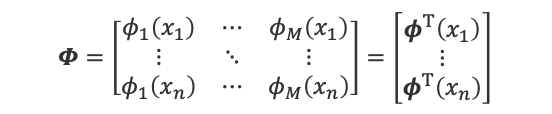 𝜱 = [ϕ₁(x₁) ⋯ ϕ_M(x₁) ⋮ ⋱ ⋮ ϕ₁(xₙ) ⋯ ϕ_M(xₙ)] = [𝝓ᵀ(x₁) ⋮ 𝝓ᵀ(xₙ)]